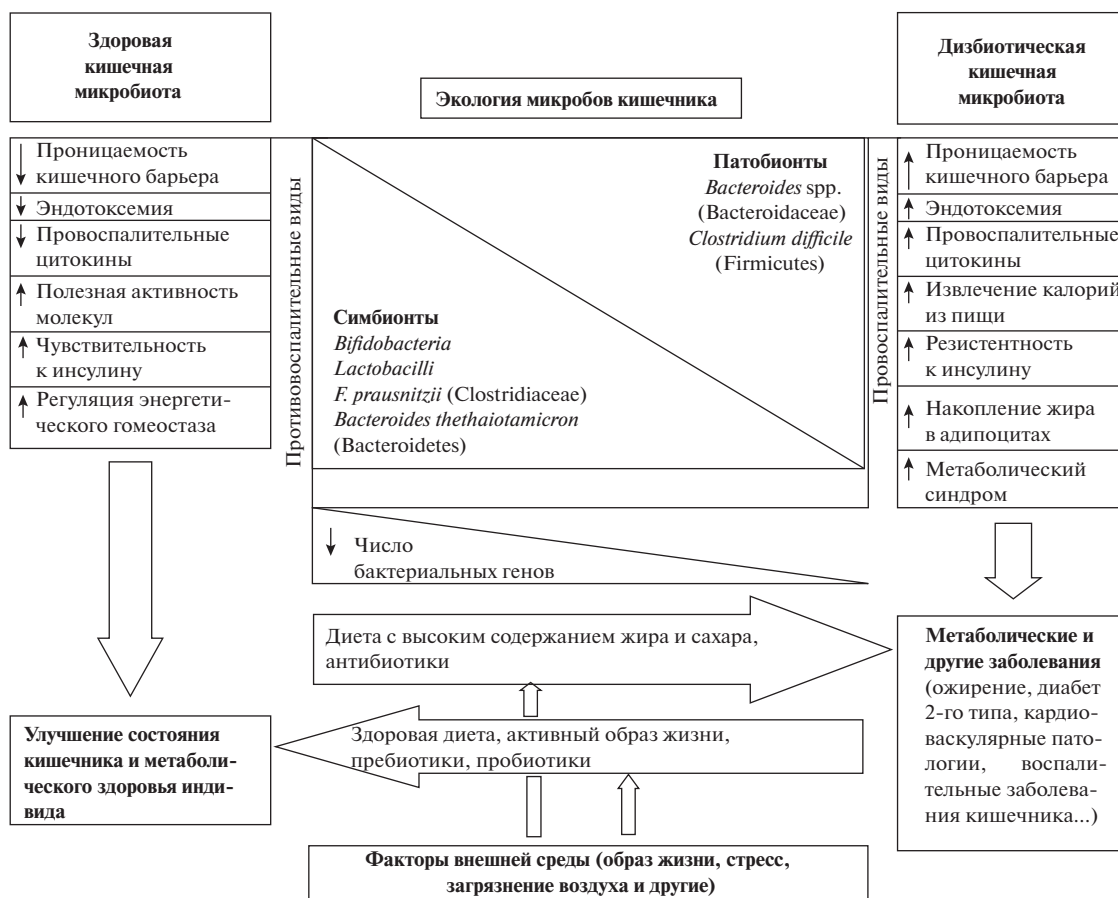 Здоровая
кишечная
микробиота
Экология микробов кишечника
Дизбиотическая
кишечная
микробиота
↓ Проницаемость
кишечного барьера
↓ Эндотоксемия
↓ Провоспалительные
цитокины
↑ Полезная активность
молекул
↑ Чувствительность
к инсулину
↑ Регуляция энергети-
ческого гомеостаза
Противовоспалительные виды
Патобионты
Bacteroides spp.
(Bacteroidaceae)
Clostridium difficile
(Firmicutes)
Симбионты
Bifidobacteria
Lactobacilli
F. prausnitzii (Clostridiaceae)
Bacteroides thethaiotamicron
(Bacteroidetes)
Провоспалительные виды
↑ Проницаемость
кишечного барьера
↑ Эндотоксемия
↑ Провоспалительные
цитокины
↑ Извлечение калорий
из пищи
↑ Резистентность
к инсулину
↑ Накопление жира
в адипоцитах
↑ Метаболический
синдром
↓ Число
бактериальных генов
Диета с высоким содержанием жира и сахара,
антибиотики
Здоровая диета, активный образ жизни,
пребиотики, пробиотики
Улучшение состояния
кишечника и метаболи-
ческого здоровья инди-
вида
Метаболические и
другие заболевания
(ожирение, диабет
2-го типа, кардио-
васкулярные пато-
логии, воспали-
тельные заболева-
ния кишечника...)
Факторы внешней среды (образ жизни, стресс,
загрязнение воздуха и другие)